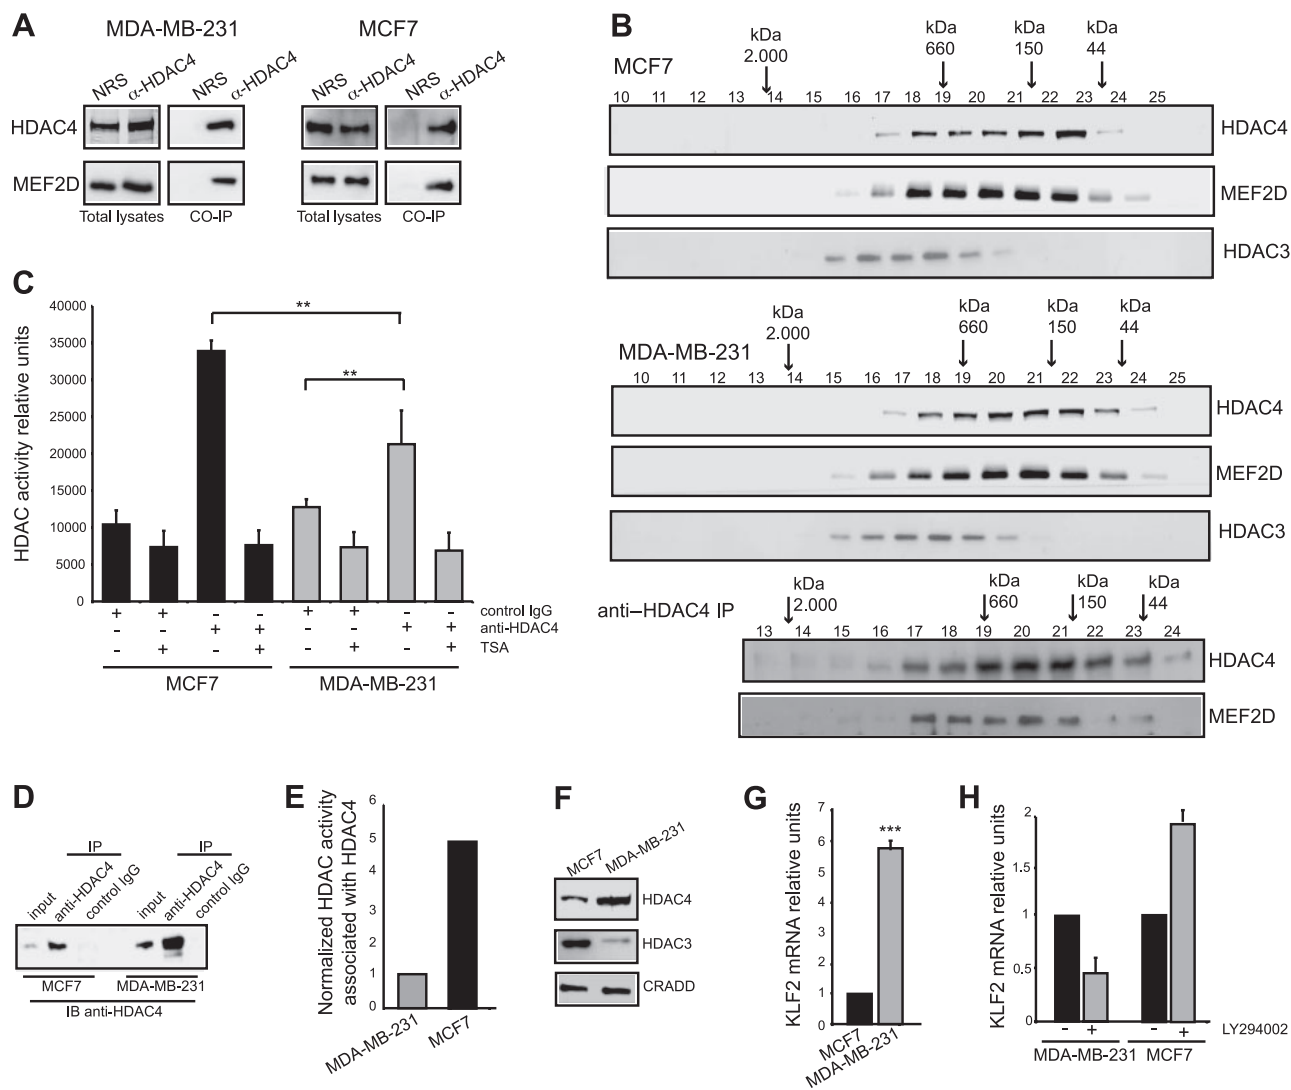 A
MDA-MB-231
MCF7
NRS
α-HDAC4
NRS
α-HDAC4
NRS
α-HDAC4
NRS
α-HDAC4
HDAC4
MEF2D
Total lysates
CO-IP
Total lysates
CO-IP
B
MCF7
kDa
2.000
kDa
660
kDa
150
kDa
44
10 11 12 13 14 15 16 17 18 19 20 21 22 23 24 25
HDAC4
MEF2D
HDAC3
MDA-MB-231
kDa
2.000
kDa
660
kDa
150
kDa
44
10 11 12 13 14 15 16 17 18 19 20 21 22 23 24 25
HDAC4
MEF2D
HDAC3
anti–HDAC4 IP
kDa
2.000
kDa
660
kDa
150
kDa
44
13 14 15 16 17 18 19 20 21 22 23 24
HDAC4
MEF2D
C
HDAC activity relative units
40000
35000
30000
25000
20000
15000
10000
5000
0
**
**
+ + - - + + - - control IgG
- - + + - - + + anti-HDAC4
- + - + - + - + TSA
MCF7
MDA-MB-231
D
IP
IP
input
anti-HDAC4
control IgG
input
anti-HDAC4
control IgG
MCF7
MDA-MB-231
IB anti-HDAC4
E
Normalized HDAC activity
associated with HDAC4
6
5
4
3
2
1
0
MDA-MB-231
MCF7
F
MCF7
MDA-MB-231
HDAC4
HDAC3
CRADD
G
KLF2 mRNA relative units
7
6
5
4
3
2
1
0
***
MCF7
MDA-MB-231
H
KLF2 mRNA relative units
2
1.5
1
0,5
0
- + - + LY294002
MDA-MB-231
MCF7